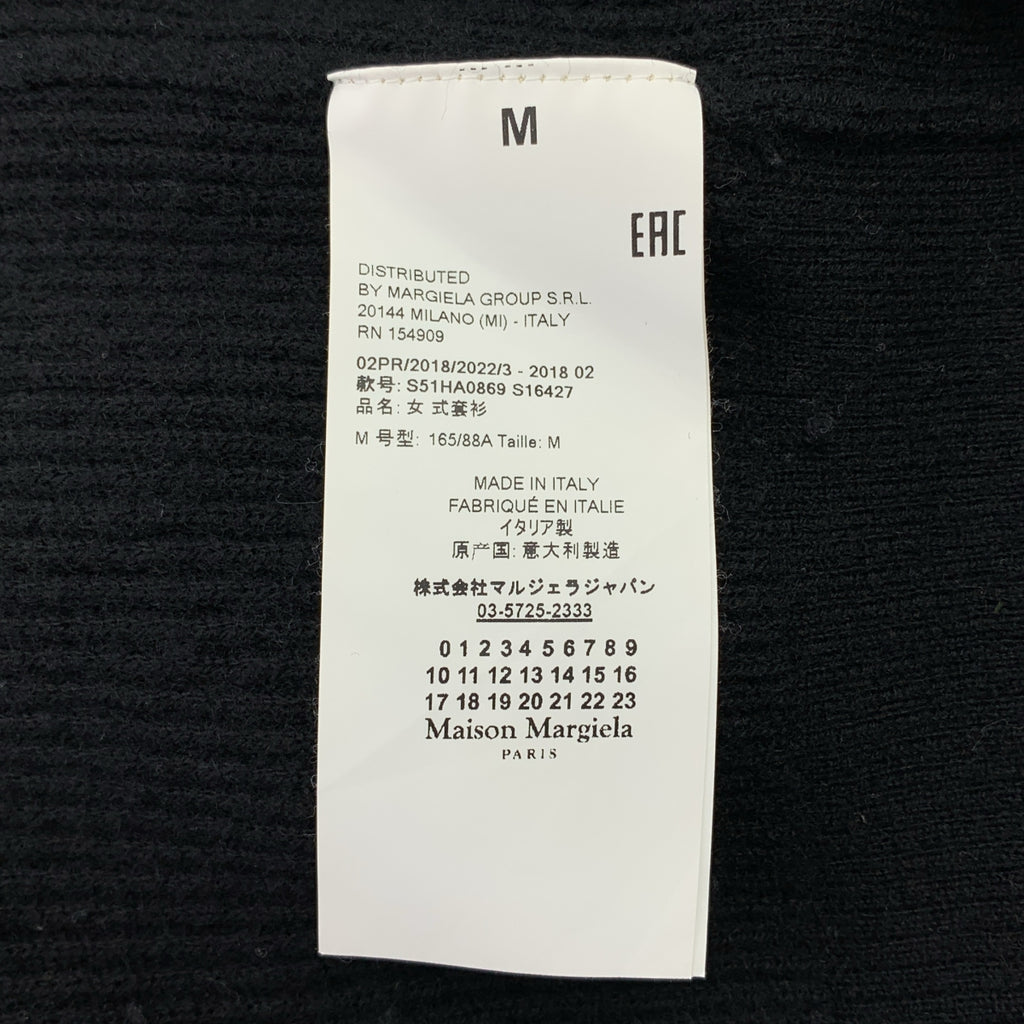 M
EAC
DISTRIBUTED
BY MARGIELA GROUP S.R.L.
20144 MILANO (MI) - ITALY
RN 154909
02PR/2018/2022/3 - 2018 02
款号: S51HA0869 S16427
品名: 女 式套衫
M 号型: 165/88A Taille: M
MADE IN ITALY
FABRIQUÉ EN ITALIE
イタリア製
原产国: 意大利製造
株式会社マルジェラジャパン
03-5725-2333
0 1 2 3 4 5 6 7 8 9
10 11 12 13 14 15 16
17 18 19 20 21 22 23
Maison Margiela
PARIS